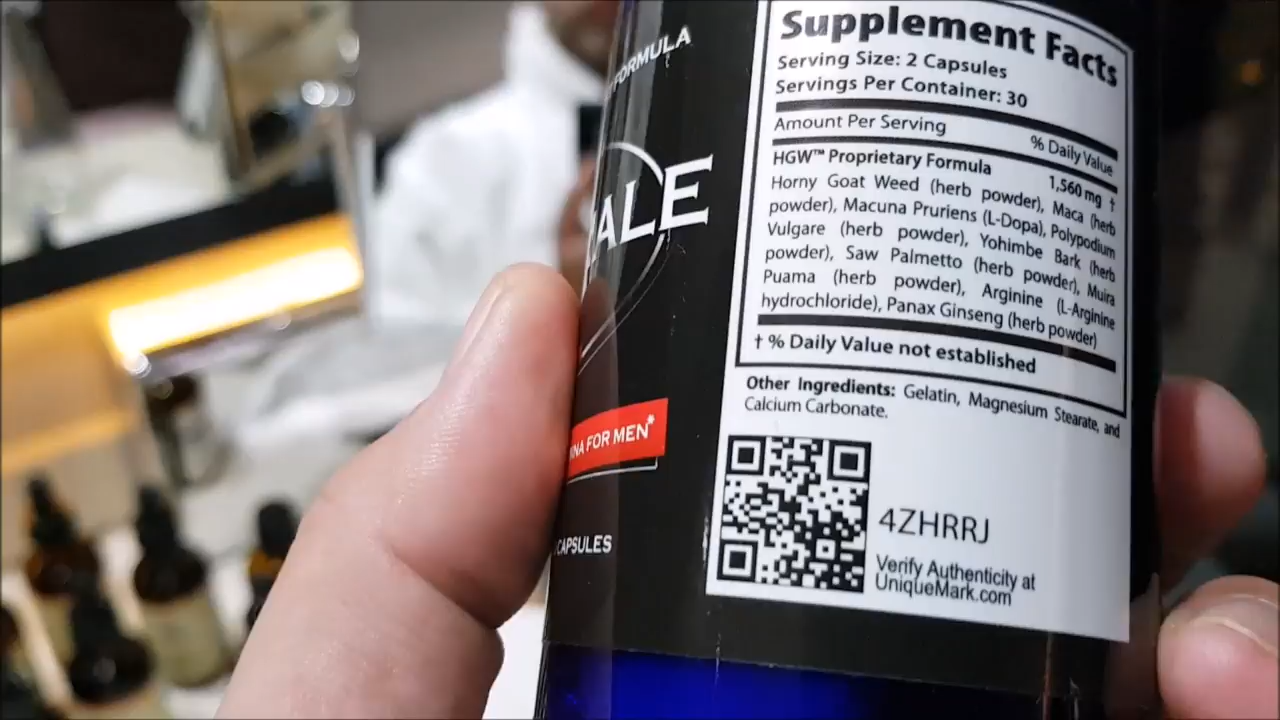 FORMULA
ALE
FOR MEN*
CAPSULES
Supplement Facts
Serving Size: 2 Capsules
Servings Per Container: 30
Amount Per Serving
% Daily Value
HGW™ Proprietary Formula 1,560 mg †
Horny Goat Weed (herb powder), Maca (herb
powder), Macuna Pruriens (L-Dopa), Polypodium
Vulgare (herb powder), Yohimbe Bark (herb
powder), Saw Palmetto (herb powder), Muira
Puama (herb powder), Arginine (L-Arginine
hydrochloride), Panax Ginseng (herb powder)
† % Daily Value not established
Other Ingredients: Gelatin, Magnesium Stearate, and
Calcium Carbonate.
4ZHRRJ
Verify Authenticity at
UniqueMark.com